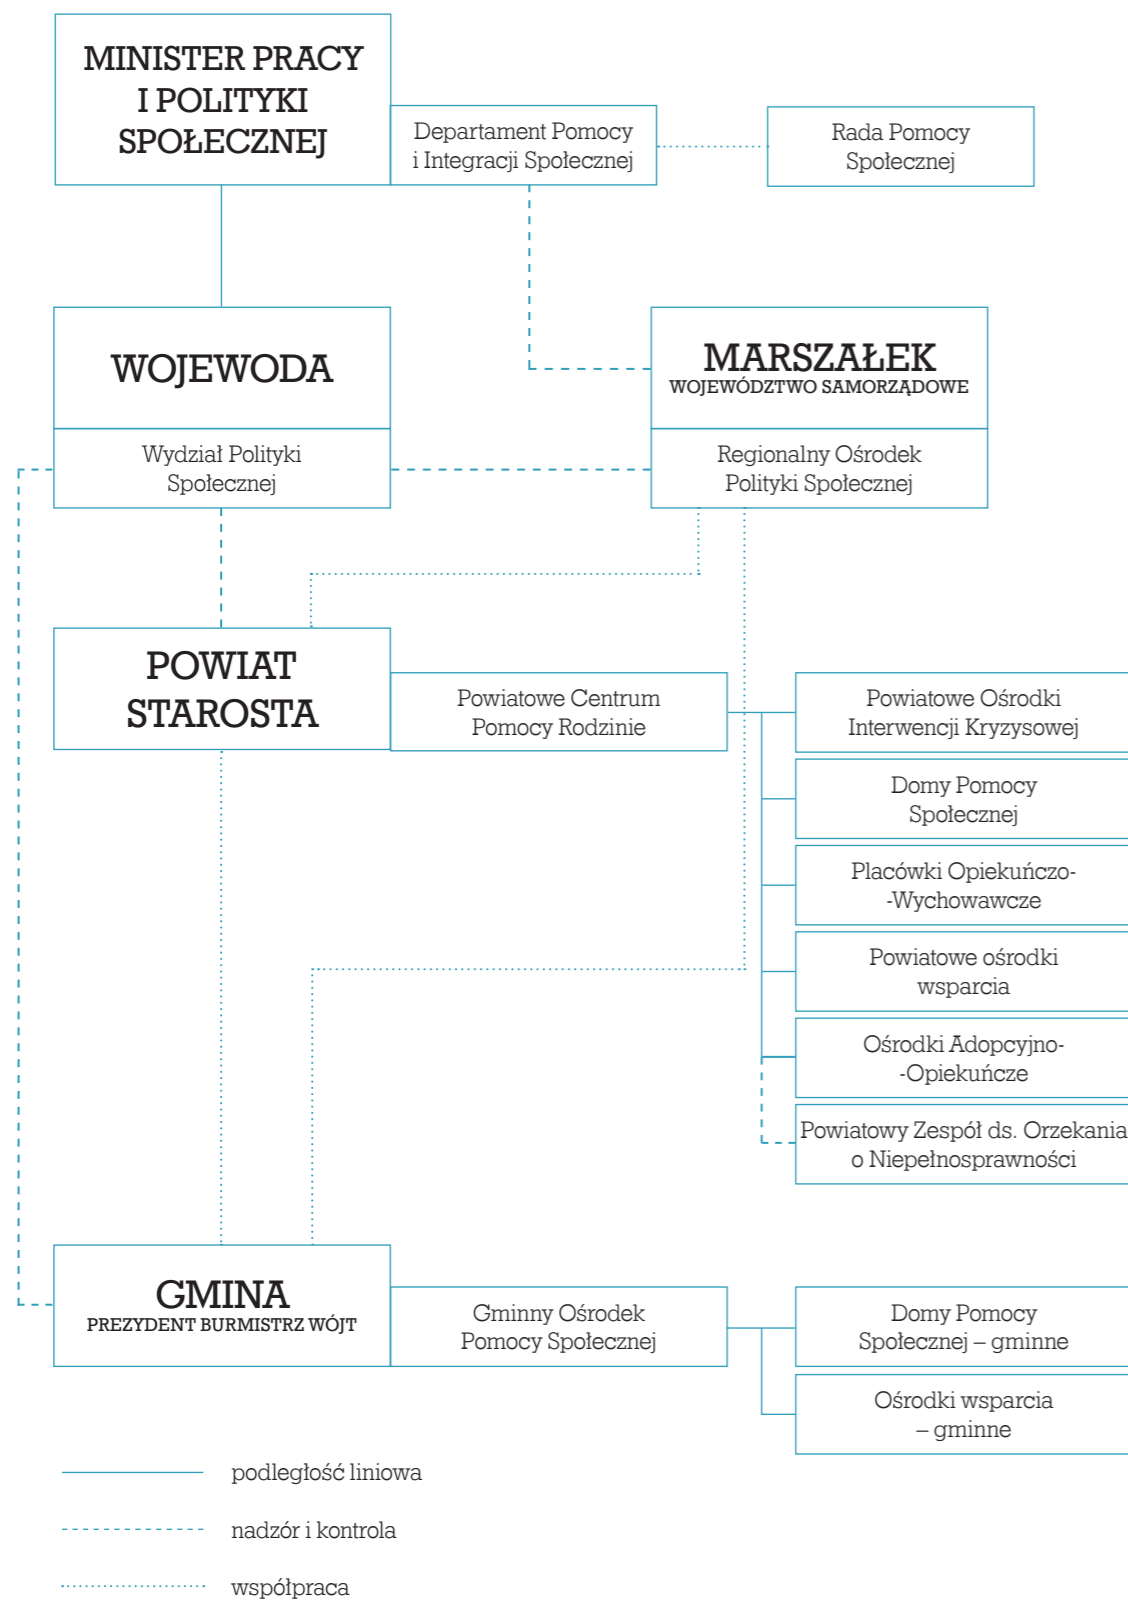 MINISTER PRACY
I POLITYKI
SPOŁECZNEJ
Departament Pomocy
i Integracji Społecznej
Rada Pomocy
Społecznej
WOJEWODA
Wydział Polityki
Społecznej
MARSZAŁEK
WOJEWÓDZTWO SAMORZĄDOWE
Regionalny Ośrodek
Polityki Społecznej
POWIAT
STAROSTA
Powiatowe Centrum
Pomocy Rodzinie
Powiatowe Ośrodki
Interwencji Kryzysowej
Domy Pomocy
Społecznej
Placówki Opiekuńczo-
-Wychowawcze
Powiatowe ośrodki
wsparcia
Ośrodki Adopcyjno-
-Opiekuńcze
Powiatowy Zespół ds. Orzekania
o Niepełnosprawności
GMINA
PREZYDENT BURMISTRZ WÓJT
Gminny Ośrodek
Pomocy Społecznej
Domy Pomocy
Społecznej – gminne
Ośrodki wsparcia
– gminne
podległość liniowa
nadzór i kontrola
współpraca